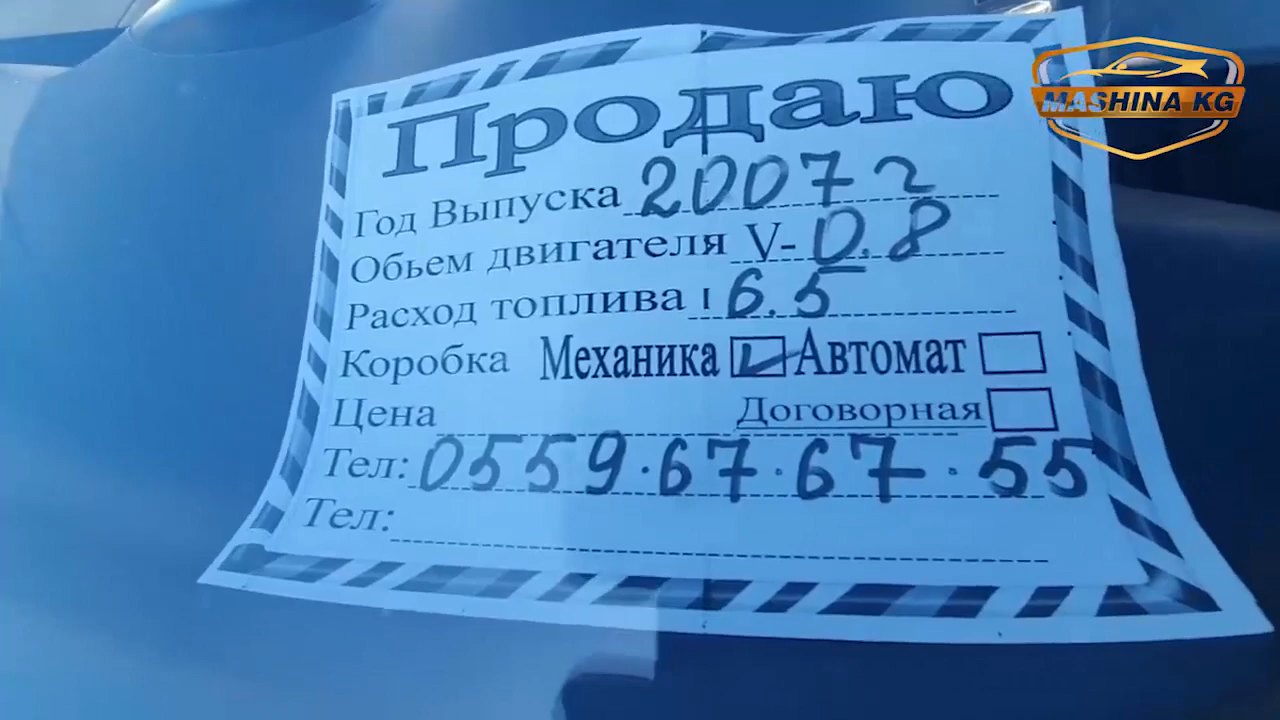 MASHINA KG
Продаю
Год Выпуска 2007 г
Обьем двигателя V- 0.8
Расход топлива 6.5
Коробка Механика Автомат
Цена Договорная
Тел: 0559.67.67.55
Тел: